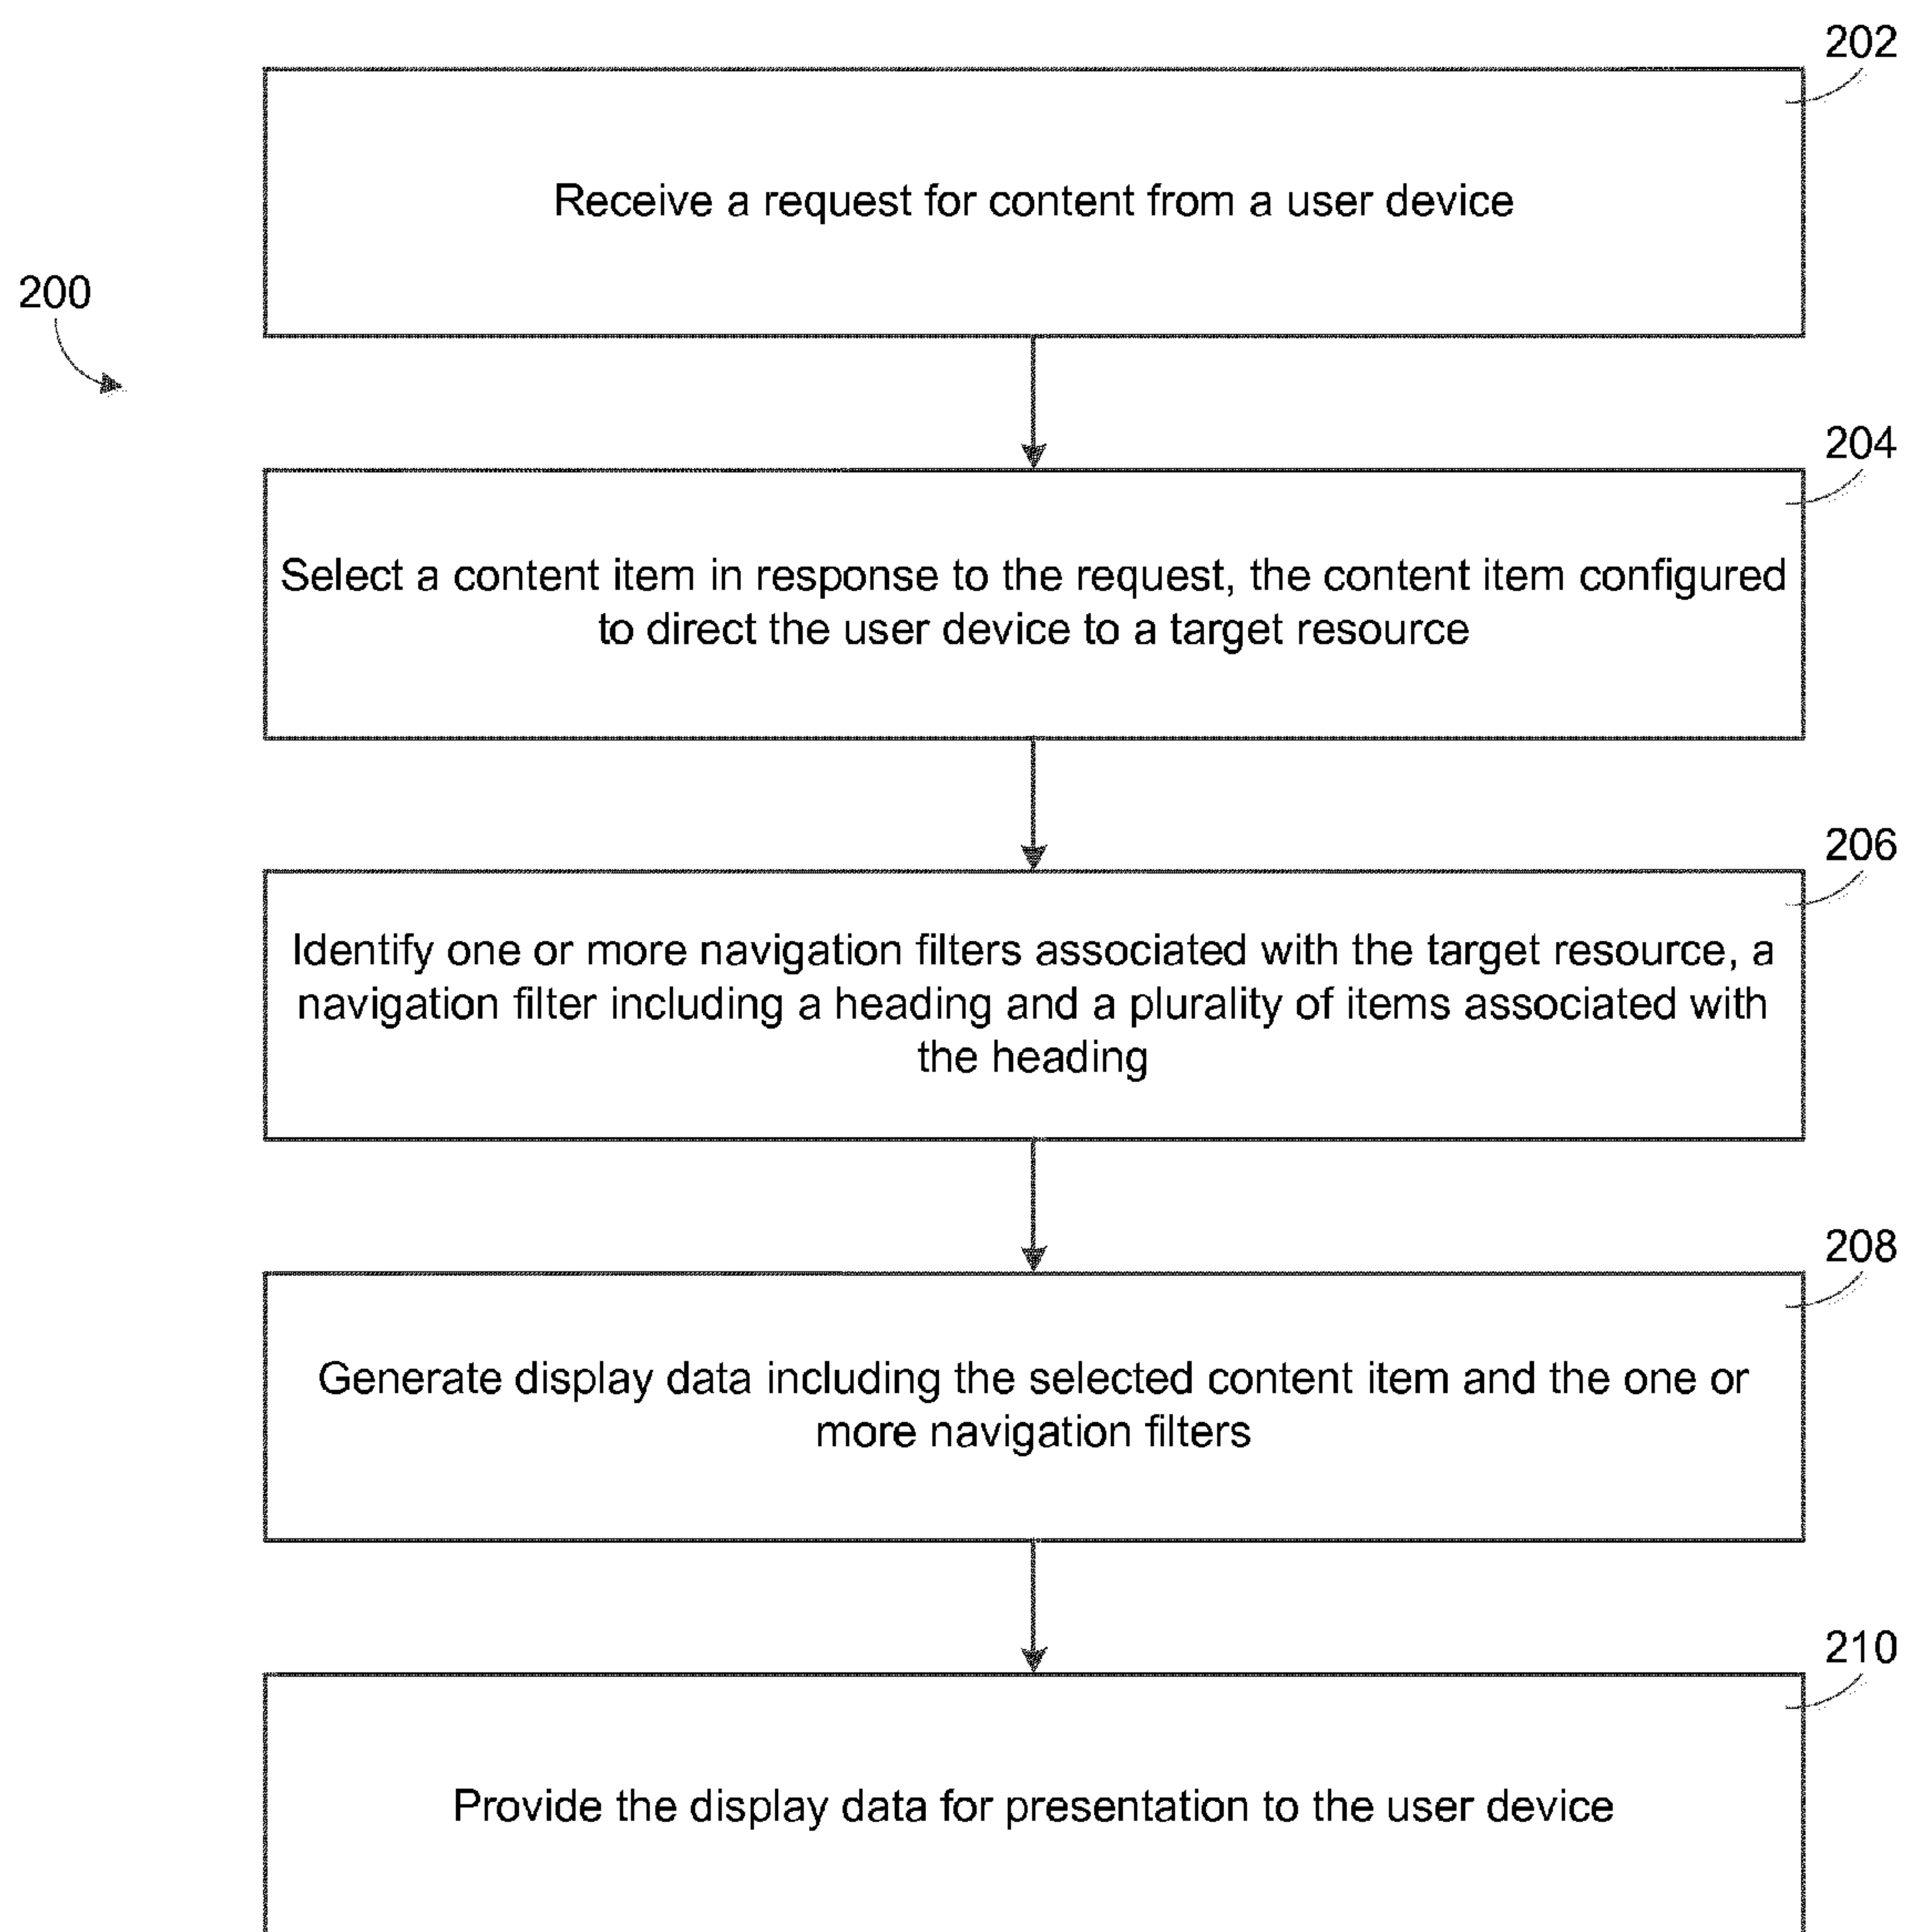 202
Receive a request for content from a user device
200
204
Select a content item in response to the request, the content item configured
to direct the user device to a target resource
206
Identify one or more navigation filters associated with the target resource, a
navigation filter including a heading and a plurality of items associated with
the heading
208
Generate display data including the selected content item and the one or
more navigation filters
210
Provide the display data for presentation to the user device